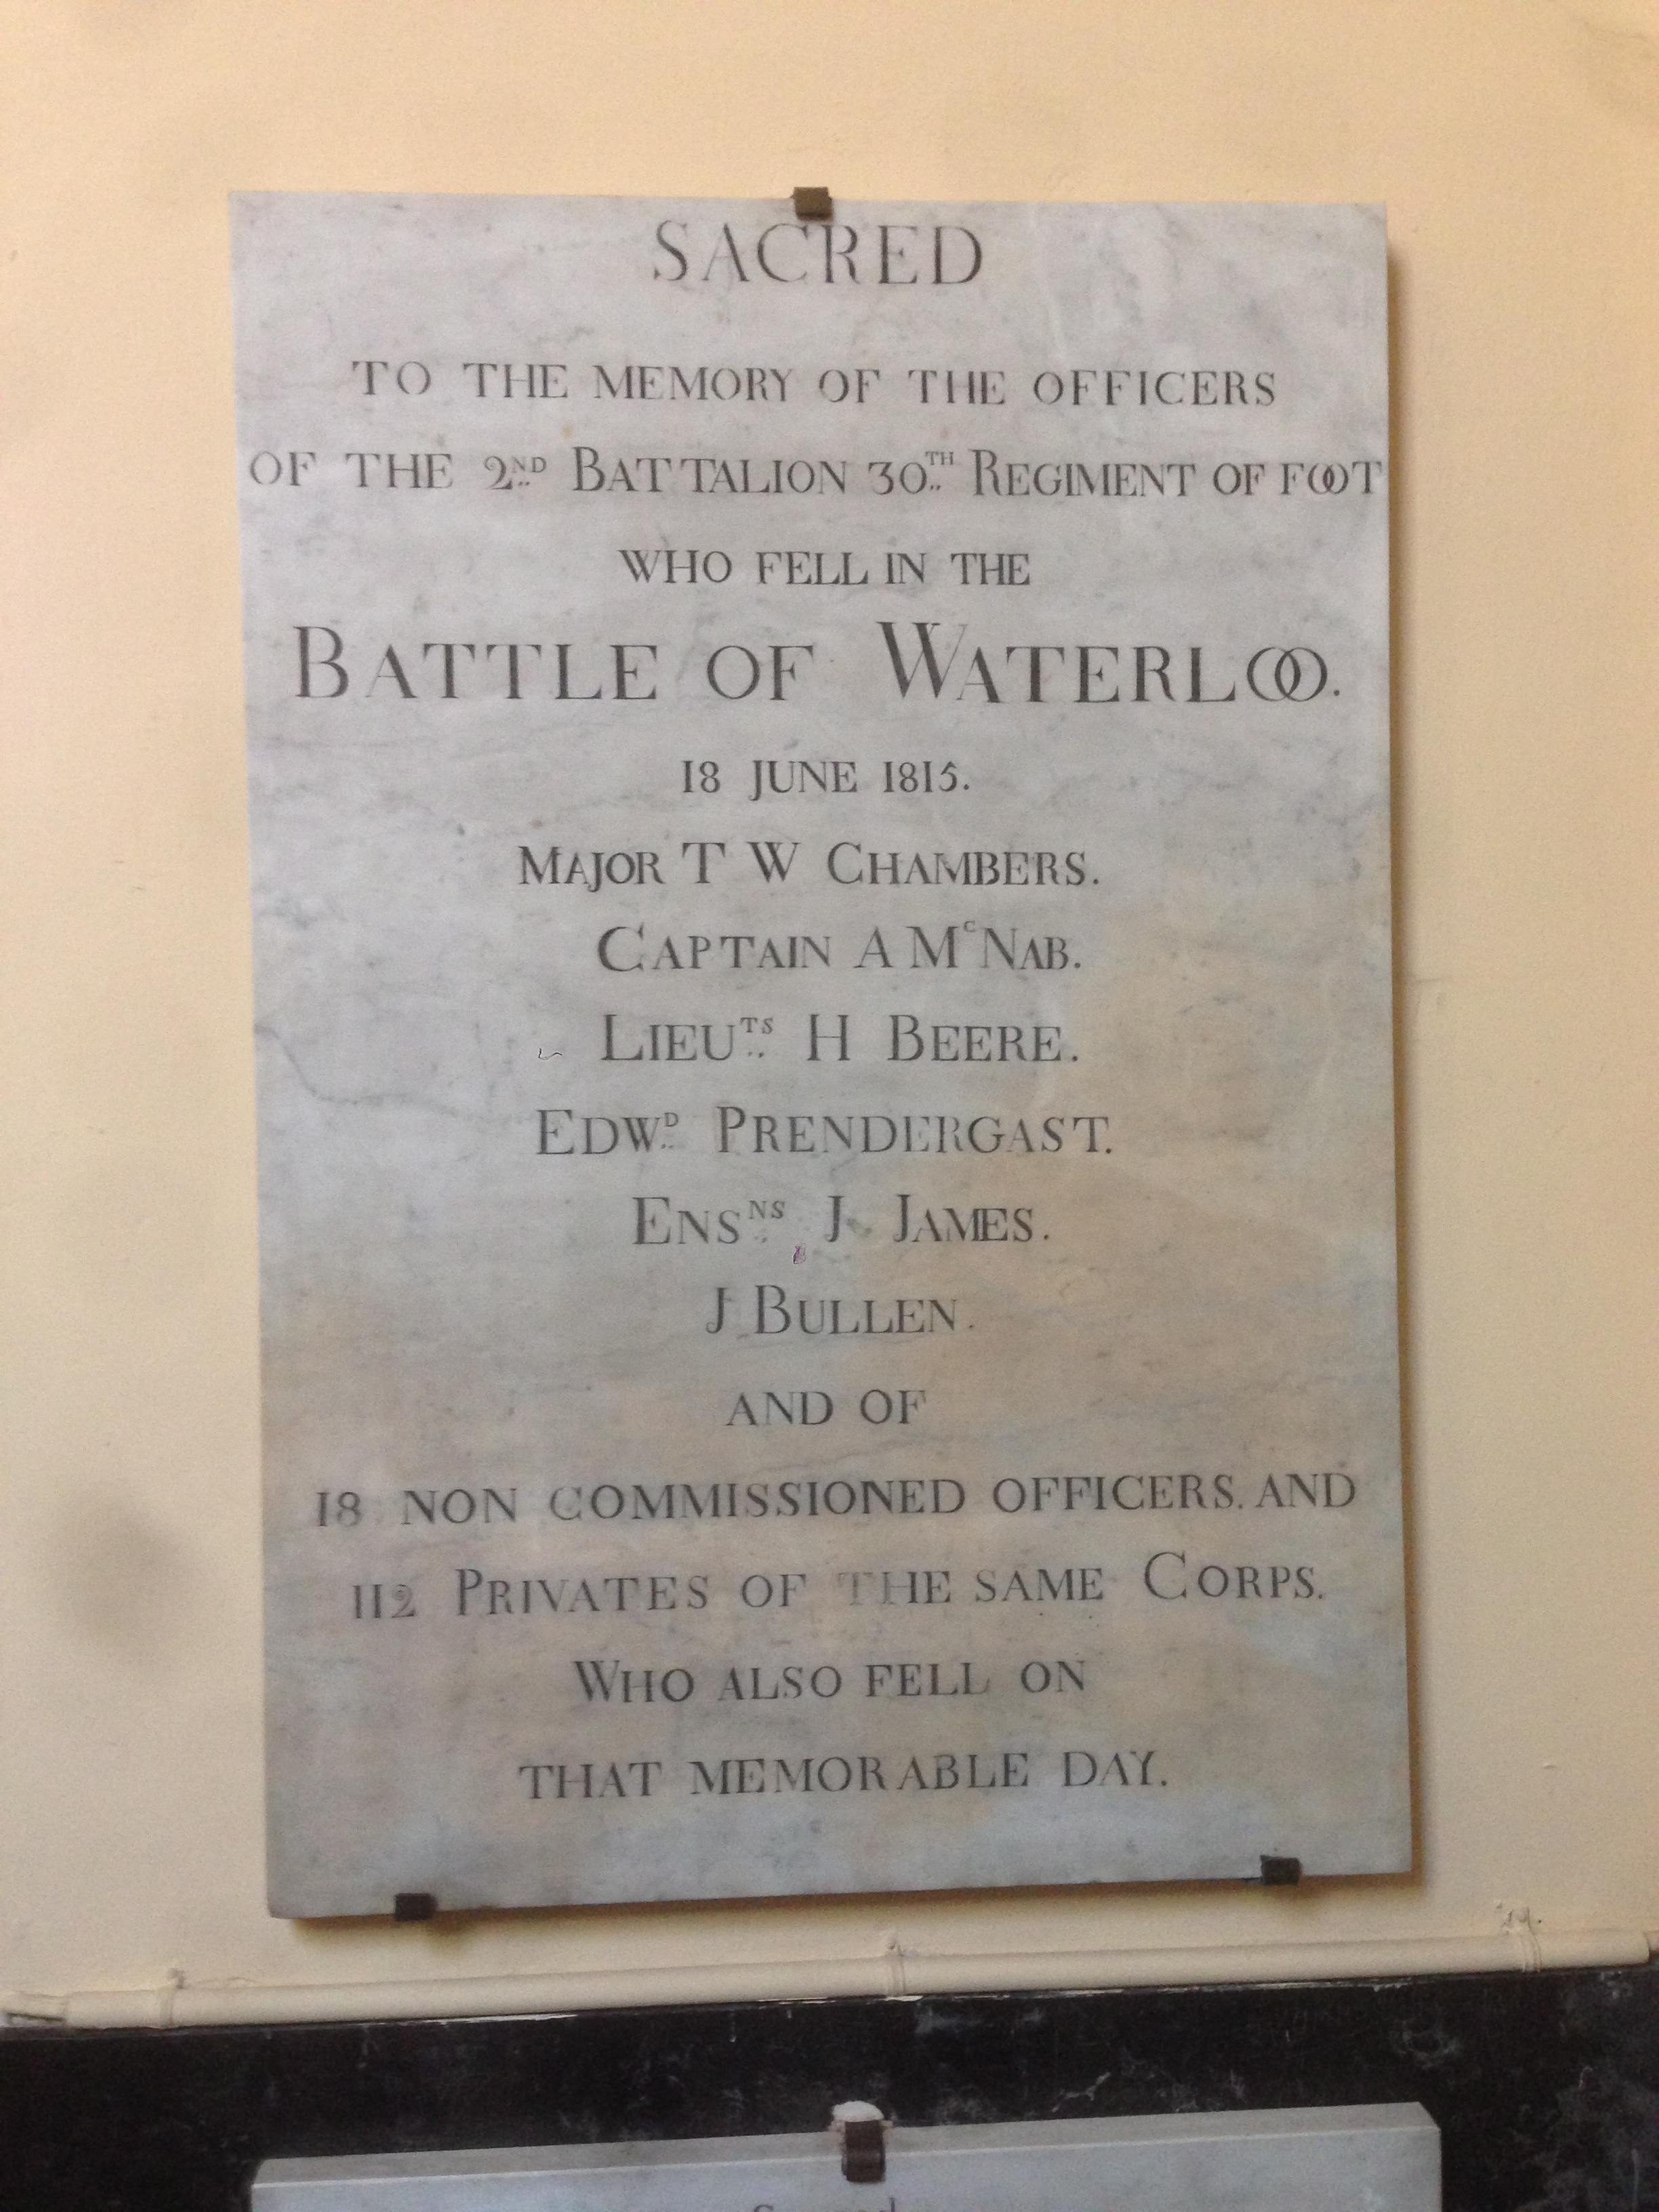 SACRED
TO THE MEMORY OF THE OFFICERS
OF THE 2ND BATTALION 30TH REGIMENT OF FOOT
WHO FELL IN THE
BATTLE OF WATERLOO.
18 JUNE 1815.
MAJOR T W CHAMBERS.
CAPTAIN A McNAB.
LIEUTS H BEERE.
EDWD PRENDERGAST.
ENSNS J JAMES.
J BULLEN.
AND OF
18 NON COMMISSIONED OFFICERS. AND
112 PRIVATES OF THE SAME CORPS.
WHO ALSO FELL ON
THAT MEMORABLE DAY.